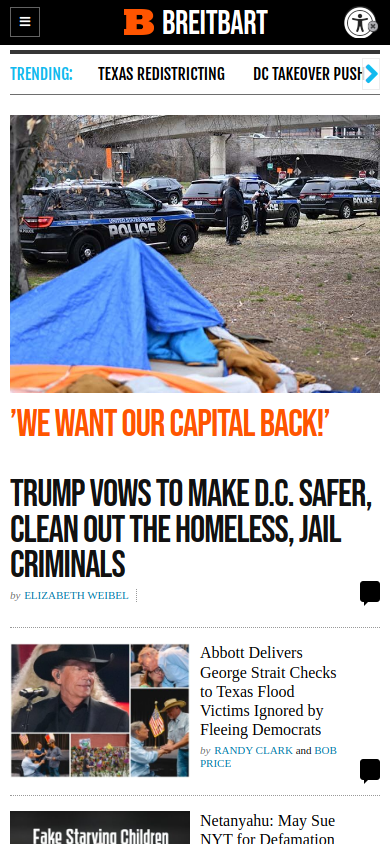 BREITBART
TRENDING:
TEXAS REDISTRICTING
DC TAKEOVER PUSH
UNITED STATES PARK
POLICE
'WE WANT OUR CAPITAL BACK!'
TRUMP VOWS TO MAKE D.C. SAFER,
CLEAN OUT THE HOMELESS, JAIL
CRIMINALS
by ELIZABETH WEIBEL
Abbott Delivers
George Strait Checks
to Texas Flood
Victims Ignored by
Fleeing Democrats
by RANDY CLARK and BOB
PRICE
Fake Starving Children
Netanyahu: May Sue
NYT for Defamation